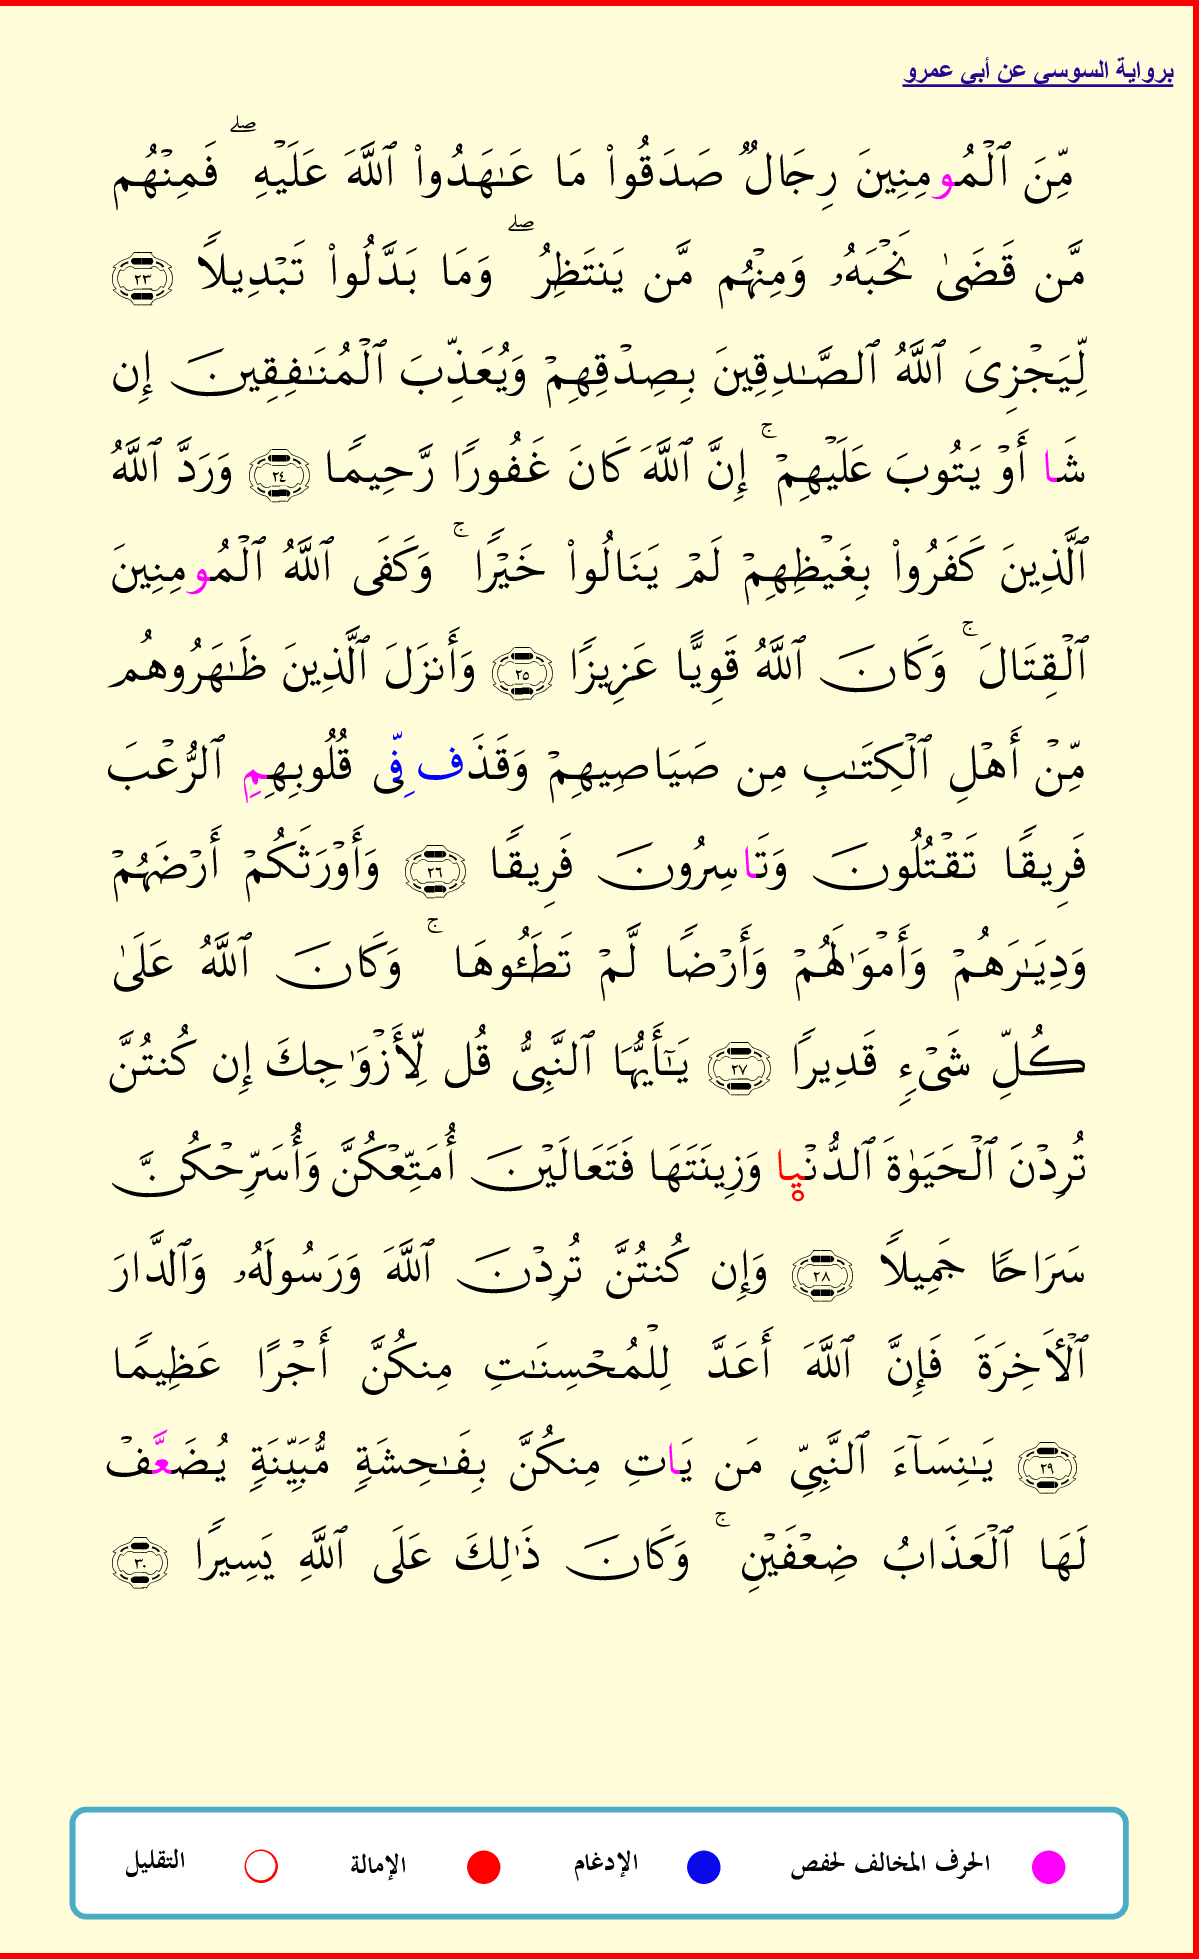 برواية السوسي عن أبي عمرو
مِّنَ ٱلْمُومِنِينَ رِجَالٌ صَدَقُواْ مَا عَـٰهَدُواْ ٱللَّهَ عَلَيْهِ ۖ فَمِنْهُم
مَّن قَضَىٰ نَحْبَهُۥ وَمِنْهُم مَّن يَنتَظِرُ ۖ وَمَا بَدَّلُواْ تَبْدِيلًا ٢٣
لِّيَجْزِىَ ٱللَّهُ ٱلصَّـٰدِقِينَ بِصِدْقِهِمْ وَيُعَذِّبَ ٱلْمُنَـٰفِقِينَ إِن
شَا أَوْ يَتُوبَ عَلَيْهِمْ ۚ إِنَّ ٱللَّهَ كَانَ غَفُورًا رَّحِيمًا ٢٤ وَرَدَّ ٱللَّهُ
ٱلَّذِينَ كَفَرُواْ بِغَيْظِهِمْ لَمْ يَنَالُواْ خَيْرًا ۚ وَكَفَى ٱللَّهُ ٱلْمُومِنِينَ
ٱلْقِتَالَ ۚ وَكَانَ ٱللَّهُ قَوِيًّا عَزِيزًا ٢٥ وَأَنزَلَ ٱلَّذِينَ ظَـٰهَرُوهُم
مِّنْ أَهْلِ ٱلْكِتَـٰبِ مِن صَيَاصِيهِمْ وَقَذَف فِّى قُلُوبِهِمِ ٱلرُّعْبَ
فَرِيقًا تَقْتُلُونَ وَتَاسِرُونَ فَرِيقًا ٢٦ وَأَوْرَثَكُمْ أَرْضَهُمْ
وَدِيَـٰرَهُمْ وَأَمْوَٰلَهُمْ وَأَرْضًا لَّمْ تَطَـُٔوهَا ۚ وَكَانَ ٱللَّهُ عَلَىٰ
كُلِّ شَىْءٍ قَدِيرًا ٢٧ يَـٰٓأَيُّهَا ٱلنَّبِىُّ قُل لِّأَزْوَٰجِكَ إِن كُنتُنَّ
تُرِدْنَ ٱلْحَيَوٰةَ ٱلدُّنْيا وَزِينَتَهَا فَتَعَالَيْنَ أُمَتِّعْكُنَّ وَأُسَرِّحْكُنَّ
سَرَاحًا جَمِيلًا ٢٨ وَإِن كُنتُنَّ تُرِدْنَ ٱللَّهَ وَرَسُولَهُۥ وَٱلدَّارَ
ٱلْأَخِرَةَ فَإِنَّ ٱللَّهَ أَعَدَّ لِلْمُحْسِنَـٰتِ مِنكُنَّ أَجْرًا عَظِيمًا
٢٩ يَـٰنِسَآءَ ٱلنَّبِىِّ مَن يَاتِ مِنكُنَّ بِفَـٰحِشَةٍ مُّبَيِّنَةٍ يُضَعَّفْ
لَهَا ٱلْعَذَابُ ضِعْفَيْنِ ۚ وَكَانَ ذَٰلِكَ عَلَى ٱللَّهِ يَسِيرًا ٣٠
الحرف المخالف لحفص الإدغام الإمالة التقليل